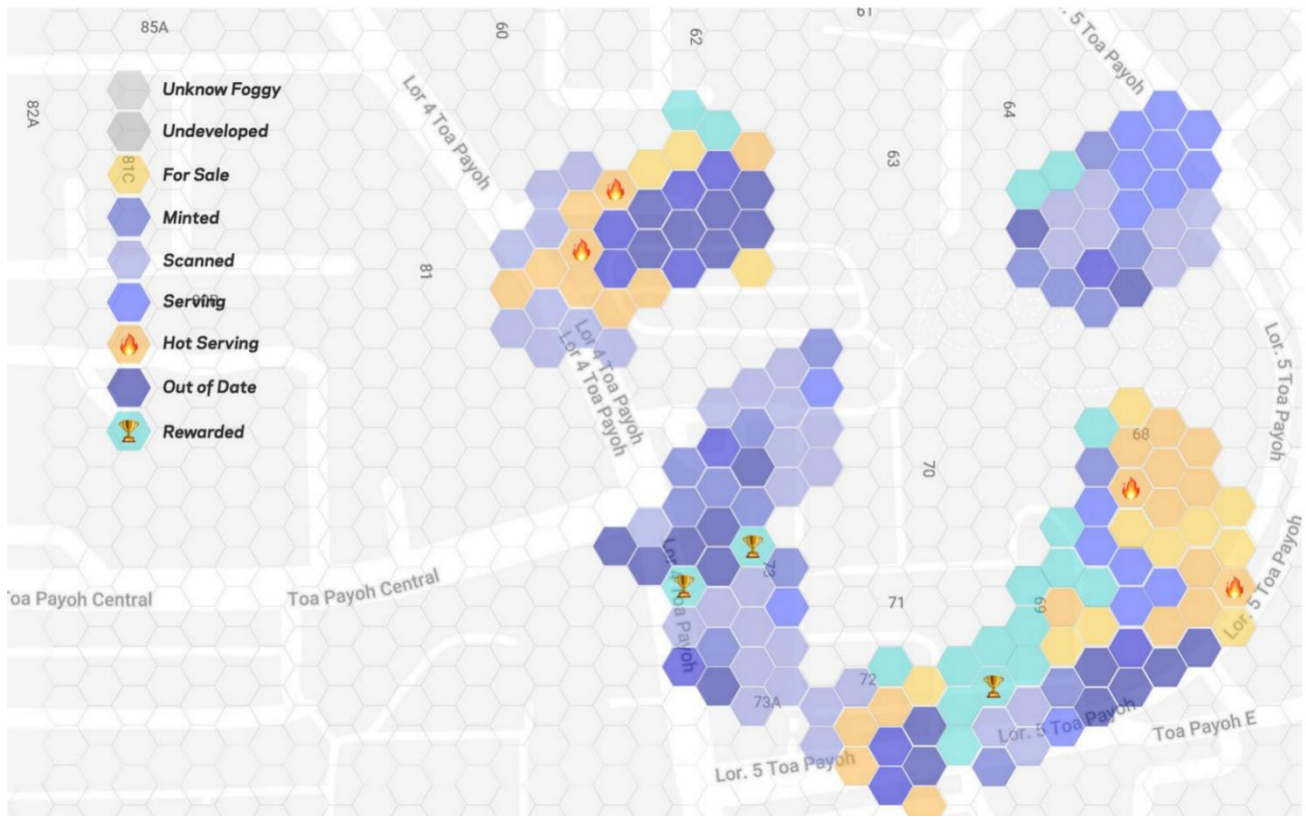 85A
60
62
61
Lor. 5 Toa Payoh
82A
Lor 4 Toa Payoh
64
63
Unknow Foggy
Undeveloped
81C
For Sale
Minted
Scanned
81
Serving
Hot Serving
Out of Date
Rewarded
Lor 4 Toa Payoh
Lor 4 Toa Payoh
Lor. 5 Toa Payoh
68
70
73
Lor 4 Toa Payoh
oa Payoh Central
Toa Payoh Central
71
69
Lor. 5 Toa Payoh
72
73A
Lor. 5 Toa Payoh
Toa Payoh E
Lor. 5 Toa Payoh